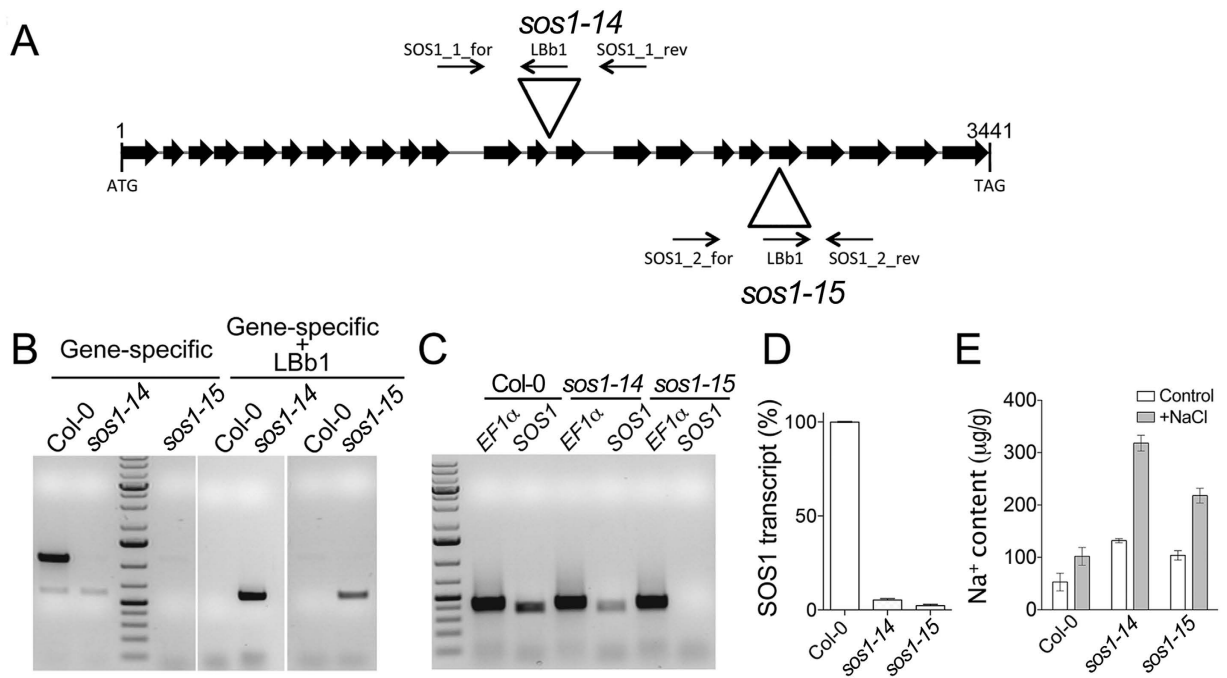 A
sos1-14
SOS1_1_for LBb1 SOS1_1_rev
1 3441
ATG TAG
SOS1_2_for LBb1 SOS1_2_rev
sos1-15
B
Gene-specific
Gene-specific
+
LBb1
Col-0 sos1-14 sos1-15 Col-0 sos1-14 Col-0 sos1-15
C
Col-0 sos1-14 sos1-15
EF1α SOS1 EF1α SOS1 EF1α SOS1
D
SOS1 transcript (%)
100
50
0
Col-0 sos1-14 sos1-15
E
Na⁺ content (µg/g)
400
300
200
100
0
Control
+NaCl
Col-0 sos1-14 sos1-15